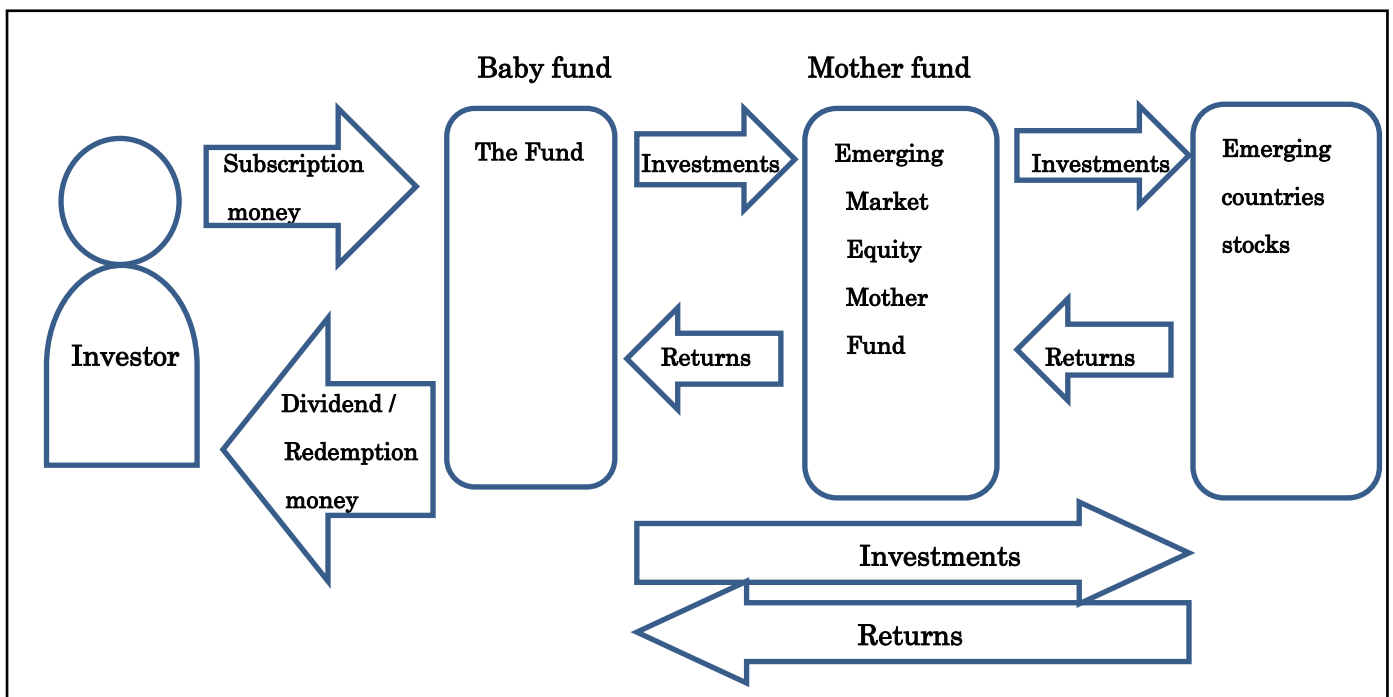 Baby fund
Mother fund
Subscription
money
The Fund
Investments
Emerging
Market
Equity
Mother
Fund
Investments
Emerging
countries
stocks
Investor
Returns
Returns
Dividend /
Redemption
money
Investments
Returns